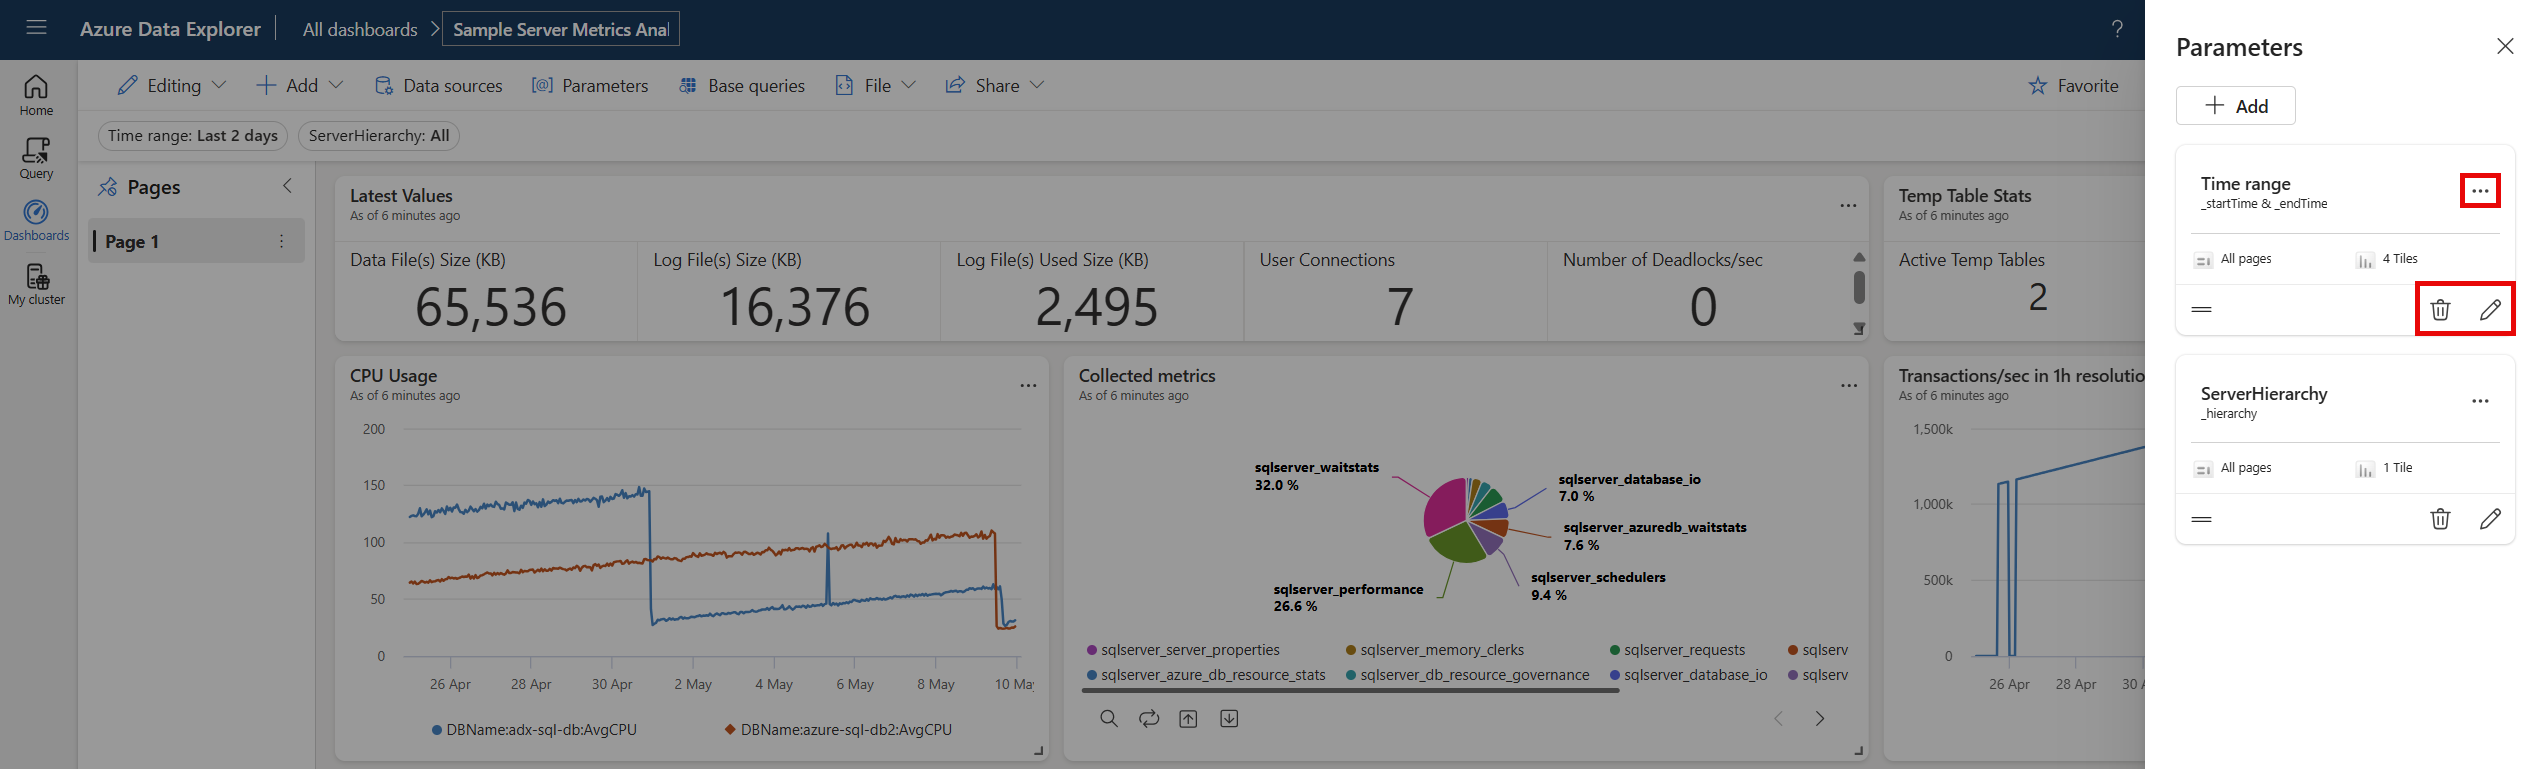 Azure Data Explorer
All dashboards
Sample Server Metrics Anal
?
Editing
Add
Data sources
Parameters
Base queries
File
Share
Favorite
Time range: Last 2 days
ServerHierarchy: All
Home
Query
Dashboards
My cluster
Pages
Page 1
Latest Values
As of 6 minutes ago
Data File(s) Size (KB)
65,536
Log File(s) Size (KB)
16,376
Log File(s) Used Size (KB)
2,495
User Connections
7
Number of Deadlocks/sec
0
Temp Table Stats
As of 6 minutes ago
Active Temp Tables
2
CPU Usage
As of 6 minutes ago
200
150
100
50
0
26 Apr
28 Apr
30 Apr
2 May
4 May
6 May
8 May
10 May
DBName:adx-sql-db:AvgCPU
DBName:azure-sql-db2:AvgCPU
Collected metrics
As of 6 minutes ago
sqlserver_waitstats
32.0 %
sqlserver_database_io
7.0 %
sqlserver_azuredb_waitstats
7.6 %
sqlserver_schedulers
9.4 %
sqlserver_performance
26.6 %
sqlserver_server_properties
sqlserver_memory_clerks
sqlserver_requests
sqlserv
sqlserver_azure_db_resource_stats
sqlserver_db_resource_governance
sqlserver_database_io
sqlserv
Transactions/sec in 1h resolutio
As of 6 minutes ago
1,500k
1,000k
500k
0
26 Apr
28 Apr
30 A
Parameters
Add
Time range
_startTime & _endTime
All pages
4 Tiles
ServerHierarchy
_hierarchy
All pages
1 Tile